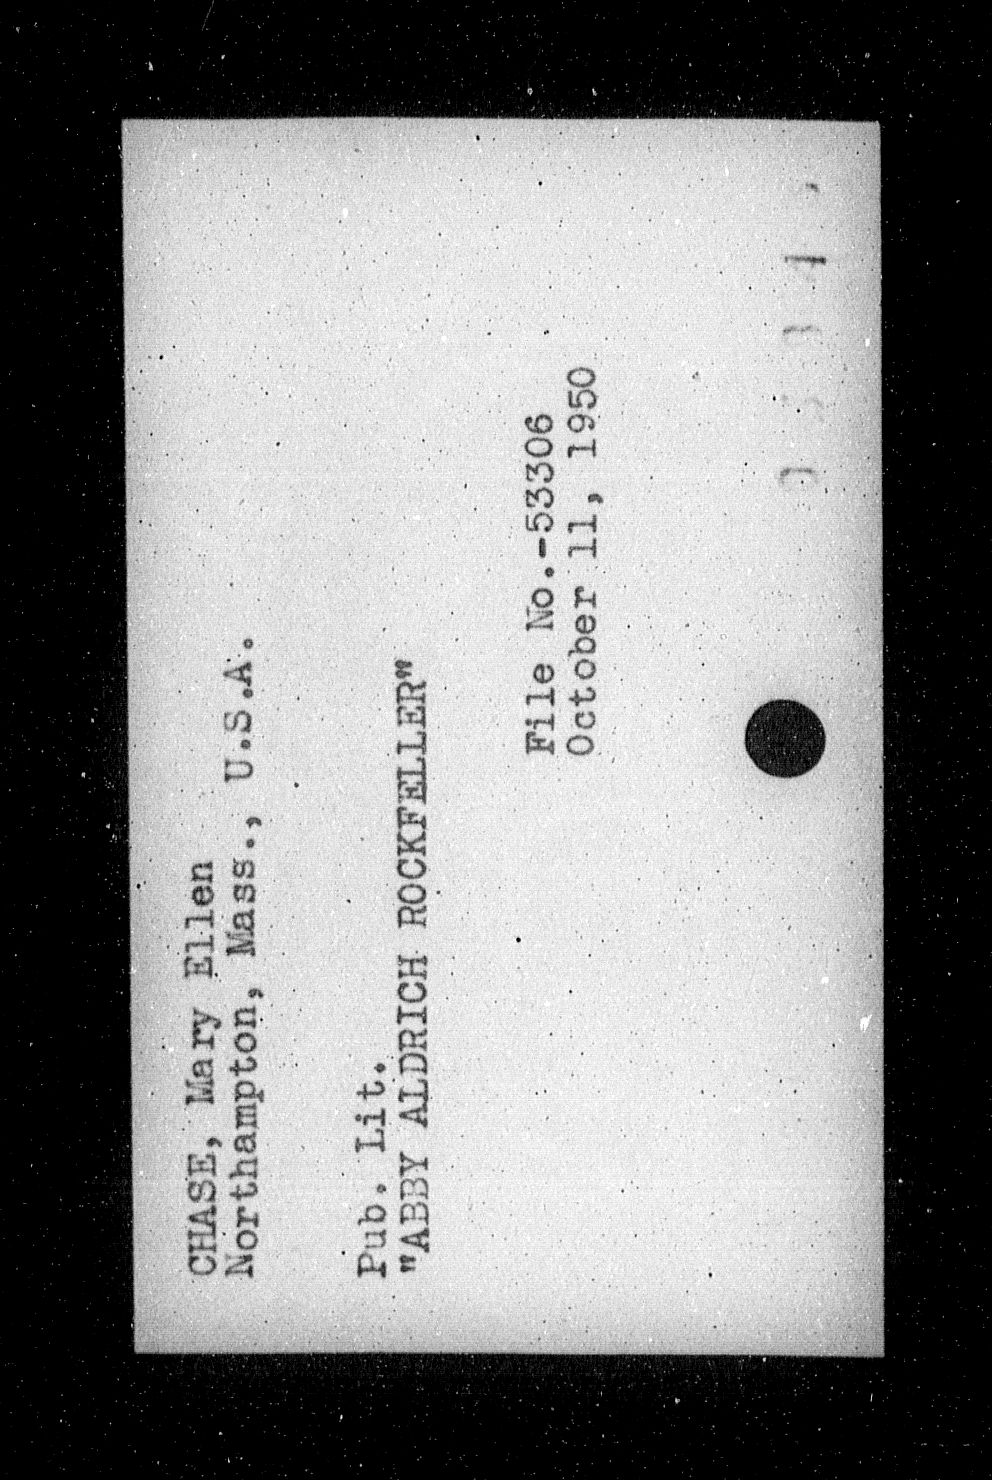 CHASE, Mary Ellen
Northampton, Mass., U.S.A.
Pub. Lit.
"ABBY ALDRICH ROCKFELLER"
File No.-53306
October 11, 1950